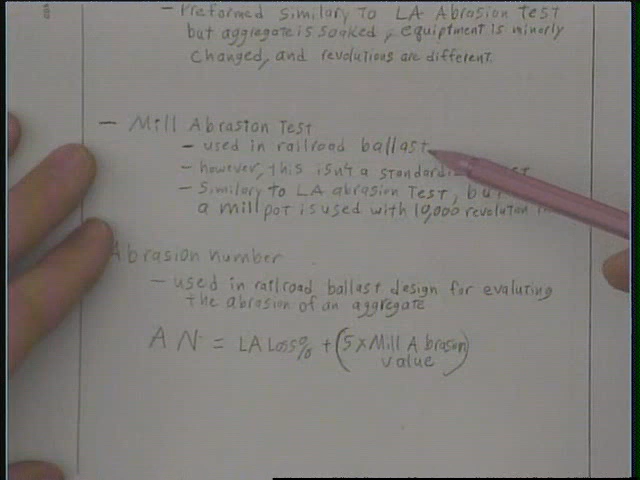 - Preformed similary to LA Abrasion Test
but aggregate is soaked, equiptment is minorly
changed, and revolutions are different.
- Mill Abrasion Test
- used in railroad ballast
- however, this isn't a
- Similary to LA abrasion Test,
a mill pot is used with 10,000 revolution
Abrasion number
- used in railroad ballast design for evaluting
the abrasion of an aggregate
AN = LA Loss% + (5 x Mill Abrasion
value)